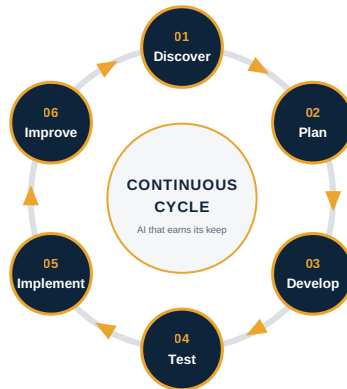 01
Discover
02
Plan
03
Develop
04
Test
05
Implement
06
Improve
CONTINUOUS
CYCLE
AI that earns its keep